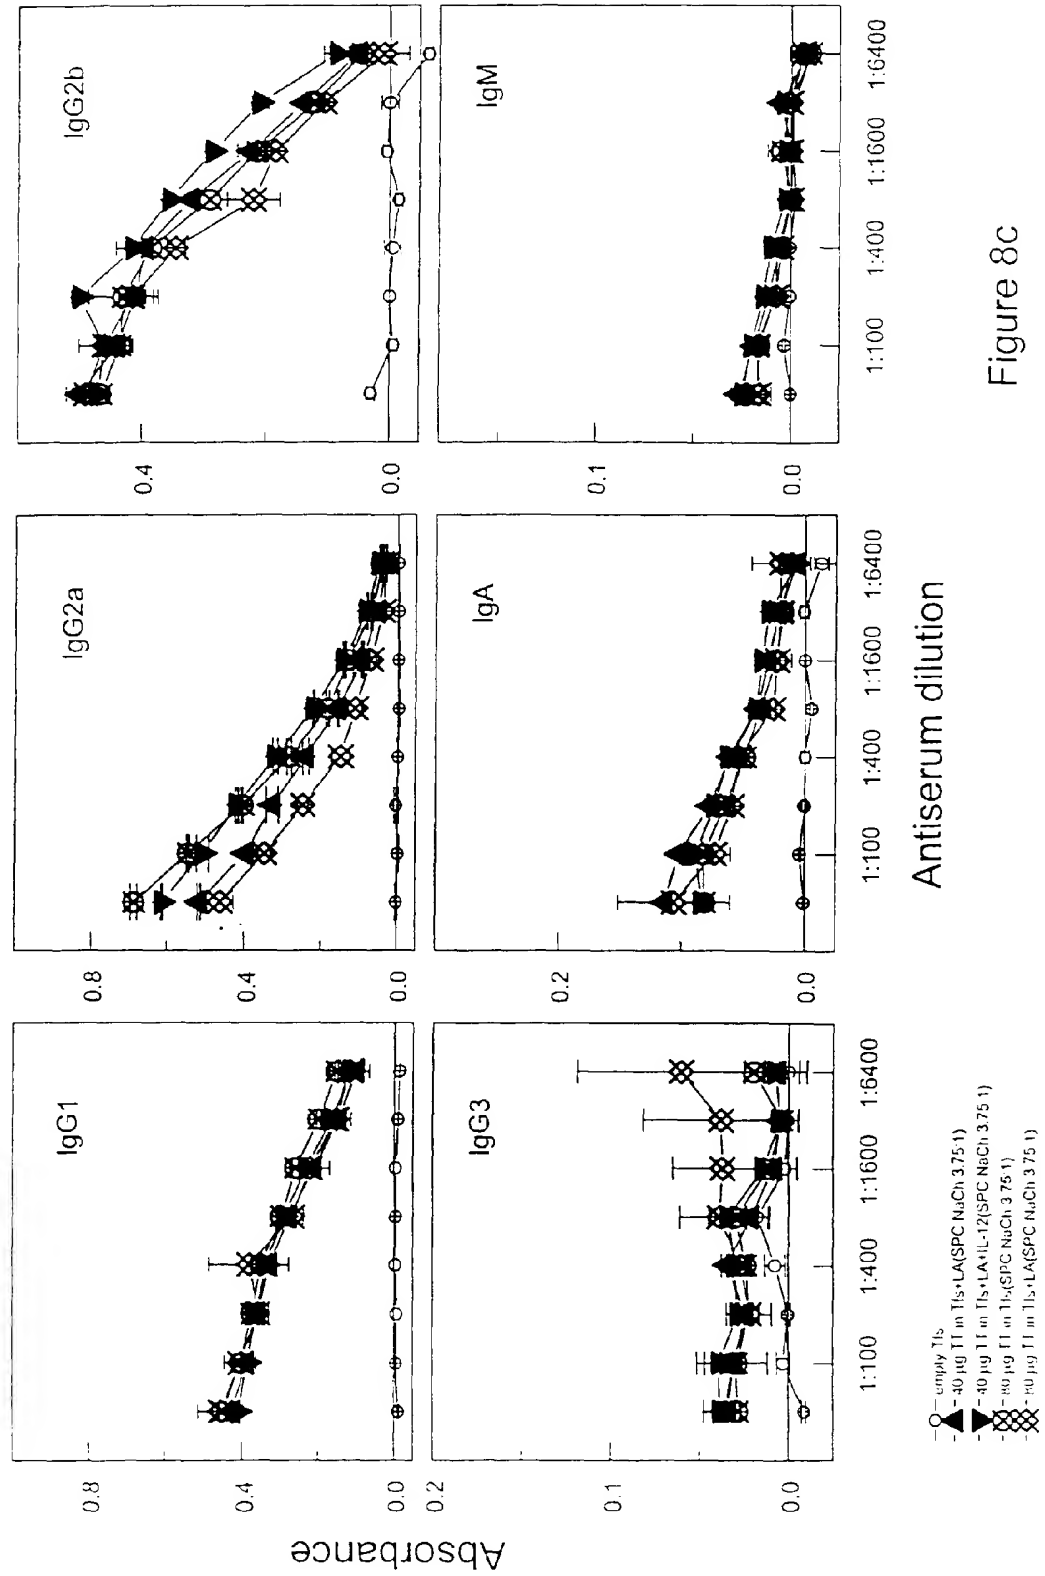 Absorbance
IgG1
0.8
0.4
0.0
IgG2a
0.8
0.4
0.0
IgG2b
0.4
0.0
IgG3
0.2
0.1
0.0
1:100
1:400
1:1600
1:6400
IgA
0.2
0.0
1:100
1:400
1:1600
1:6400
IgM
0.1
0.0
1:100
1:400
1:1600
1:6400
Antiserum dilution
empty Tfs
40 µg TT in Tfs+LA(SPC NaCh 3.75:1)
40 µg TT in Tfs+LA+IL-12(SPC NaCh 3.75:1)
80 µg TT in Tfs(SPC NaCh 3.75:1)
80 µg TT in Tfs+LA(SPC NaCh 3.75:1)
Figure 8c